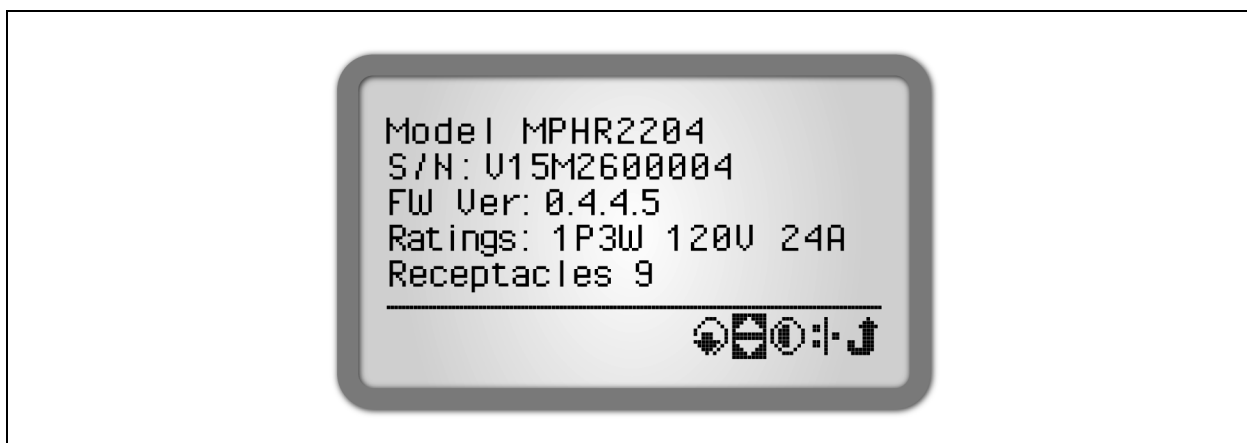 Model MPHR2204
S/N: V15M2600004
FW Ver: 0.4.4.5
Ratings: 1P3W 120V 24A
Receptacles 9